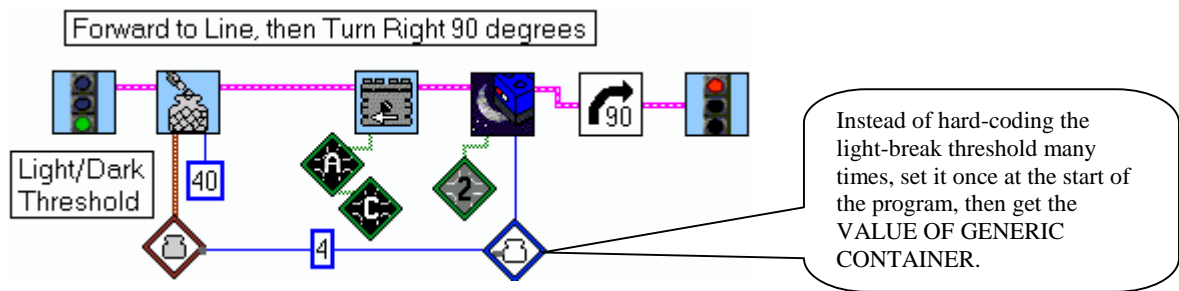 Forward to Line, then Turn Right 90 degrees
90
Light/Dark
Threshold
40
A
C
2
4
Instead of hard-coding the
light-break threshold many
times, set it once at the start of
the program, then get the
VALUE OF GENERIC
CONTAINER.